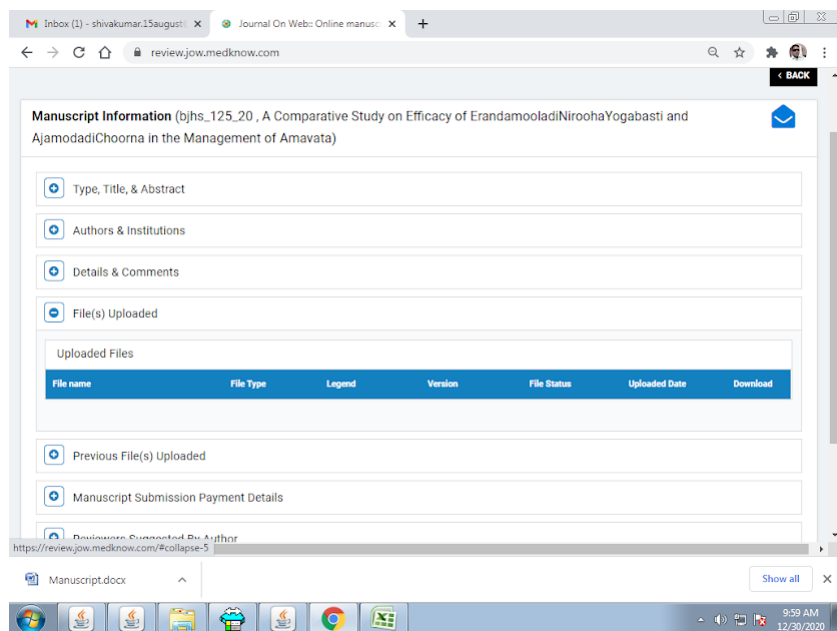 Inbox (1) - shivakumar.15august
Journal On Web:: Online manusc
review.jow.medknow.com
< BACK
Manuscript Information (bjhs_125_20 , A Comparative Study on Efficacy of ErandamooladiNiroohaYogabasti and
AjamodadiChoorna in the Management of Amavata)
Type, Title, & Abstract
Authors & Institutions
Details & Comments
File(s) Uploaded
Uploaded Files
File name File Type Legend Version File Status Uploaded Date Download
Previous File(s) Uploaded
Manuscript Submission Payment Details
Reviewers Suggested By Author
https://review.jow.medknow.com/#collapse-5
Manuscript.docx
Show all
9:59 AM
12/30/2020